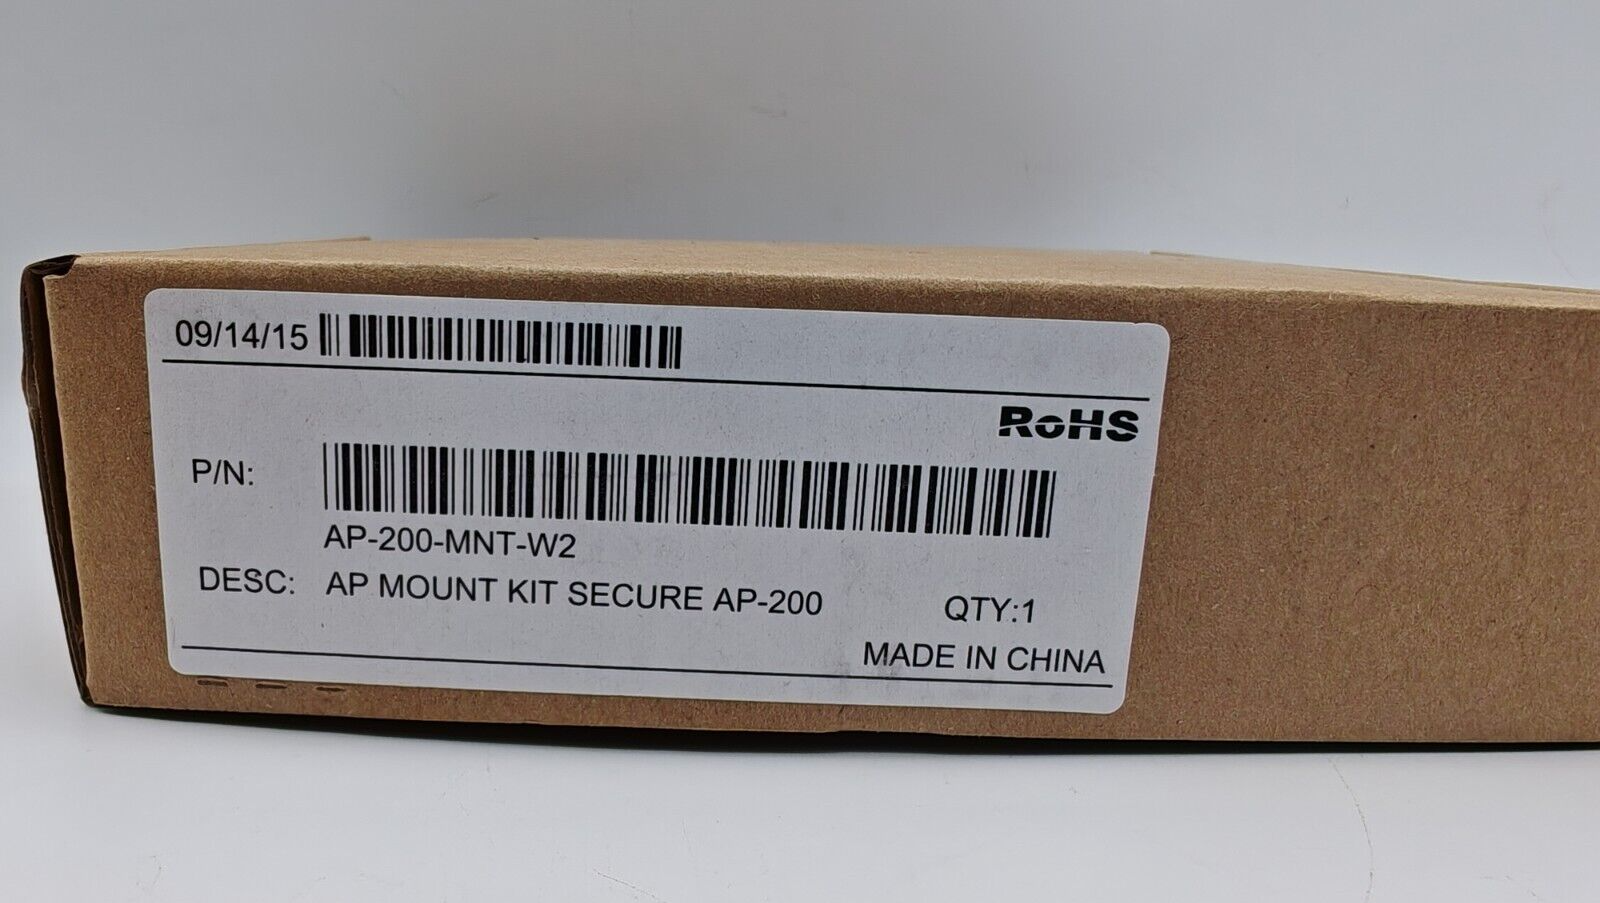 09/14/15
RoHS
P/N:
AP-200-MNT-W2
DESC: AP MOUNT KIT SECURE AP-200 QTY:1
MADE IN CHINA